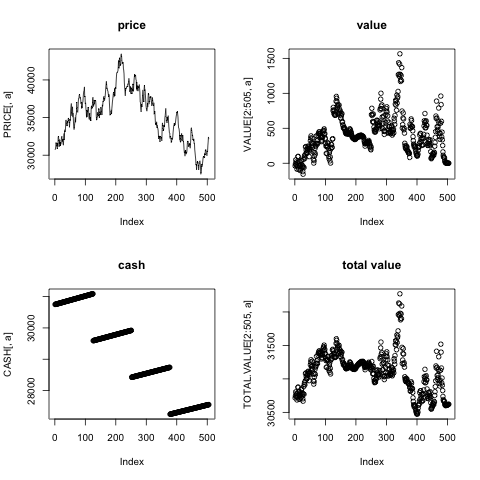 price
value
PRICE[, a]
30000
35000
40000
0
100
200
300
400
500
Index
VALUE[2:505, a]
0
500
1000
1500
0
100
200
300
400
500
Index
cash
total value
CASH[, a]
28000
30000
0
100
200
300
400
500
Index
TOTAL.VALUE[2:505, a]
30500
31500
0
100
200
300
400
500
Index